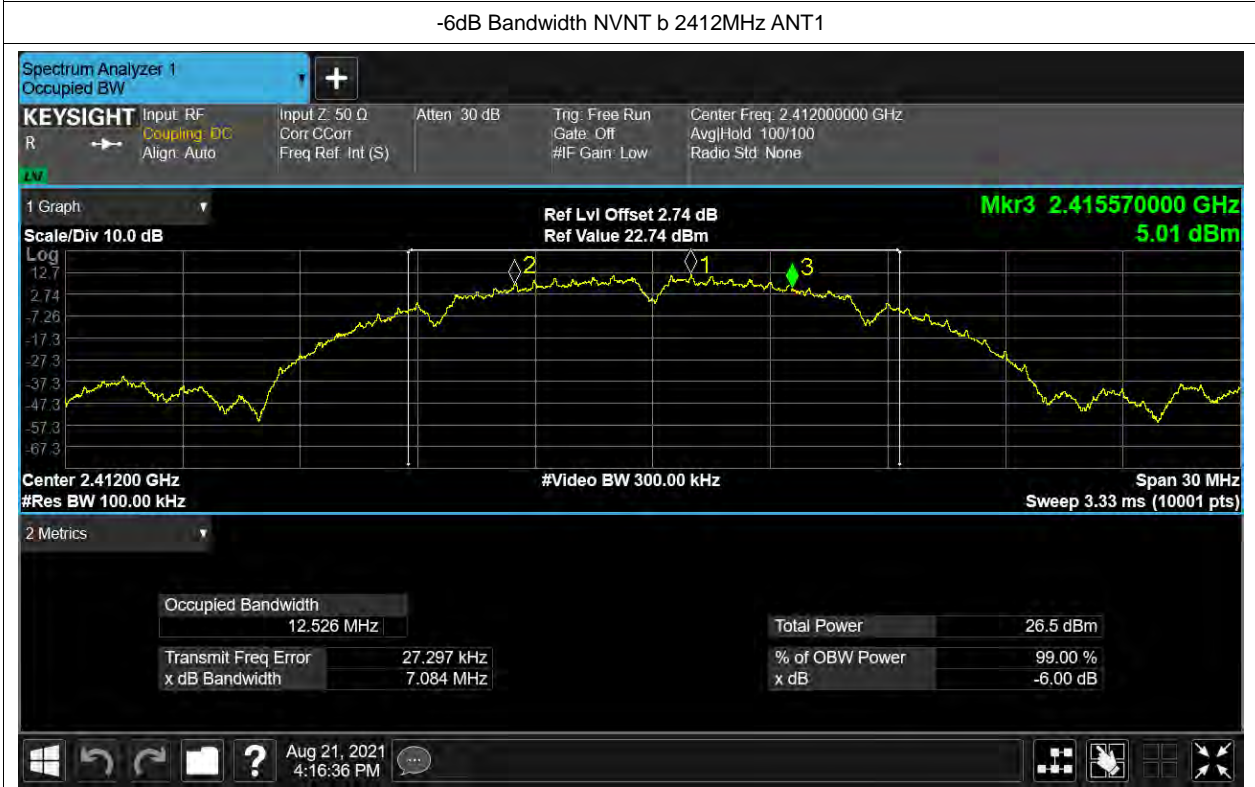 -6dB Bandwidth NVNT b 2412MHz ANT1
Spectrum Analyzer 1
Occupied BW
+
KEYSIGHT Input: RF Input Z: 50 Ω Atten: 30 dB Trig: Free Run Center Freq: 2.412000000 GHz
R Coupling: DC Corr CCorr Gate: Off Avg|Hold: 100/100
Align: Auto Freq Ref: Int (S) #IF Gain: Low Radio Std: None
1 Graph
Scale/Div 10.0 dB
Ref Lvl Offset 2.74 dB
Ref Value 22.74 dBm
Mkr3 2.415570000 GHz
5.01 dBm
Log
12.7
2.74
-7.26
-17.3
-27.3
-37.3
-47.3
-57.3
-67.3
2 1 3
Center 2.41200 GHz #Video BW 300.00 kHz Span 30 MHz
#Res BW 100.00 kHz Sweep 3.33 ms (10001 pts)
2 Metrics
Occupied Bandwidth
12.526 MHz
Total Power 26.5 dBm
Transmit Freq Error 27.297 kHz % of OBW Power 99.00 %
x dB Bandwidth 7.084 MHz x dB -6.00 dB
? Aug 21, 2021
4:16:36 PM